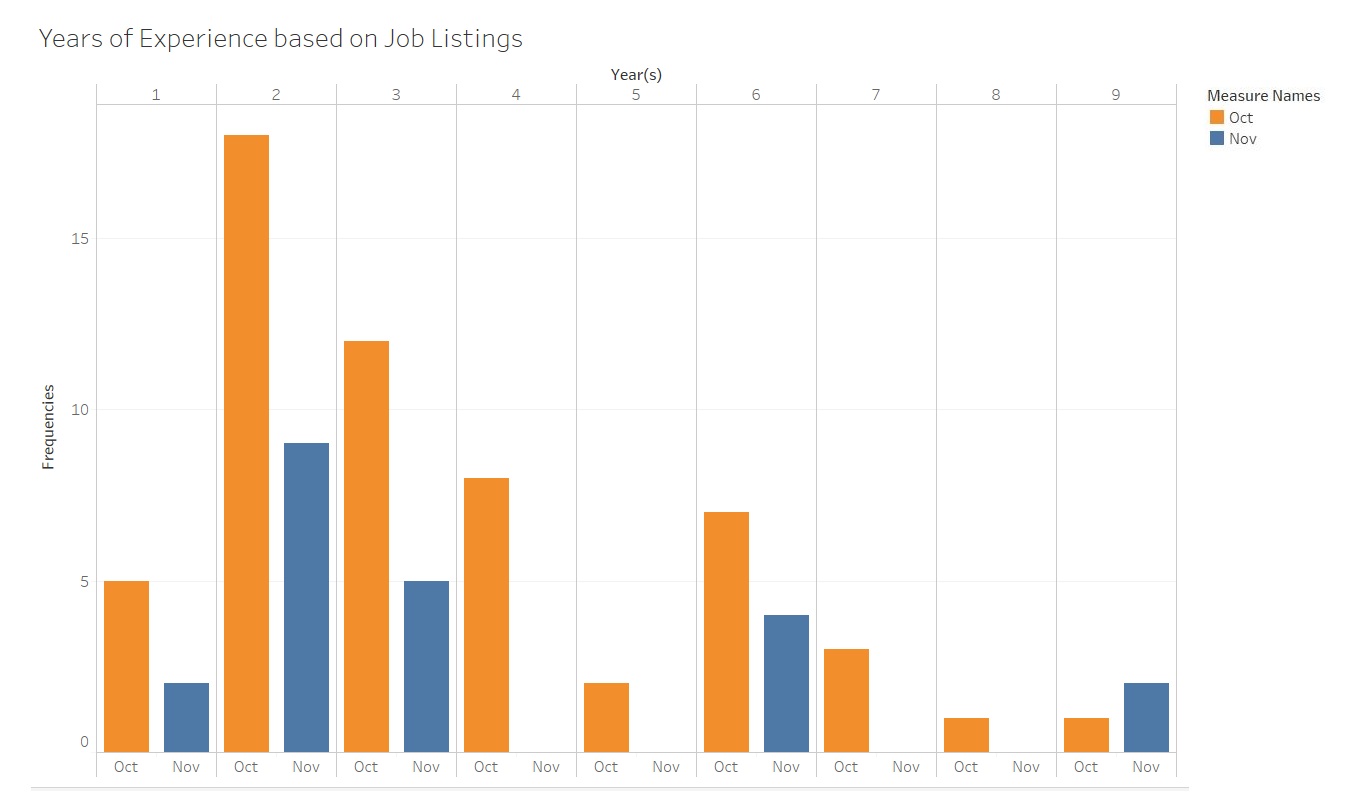 Years of Experience based on Job Listings
Year(s)
1 2 3 4 5 6 7 8 9
Measure Names
Oct
Nov
15
10
5
0
Frequencies
Oct Nov Oct Nov Oct Nov Oct Nov Oct Nov Oct Nov Oct Nov Oct Nov Oct Nov